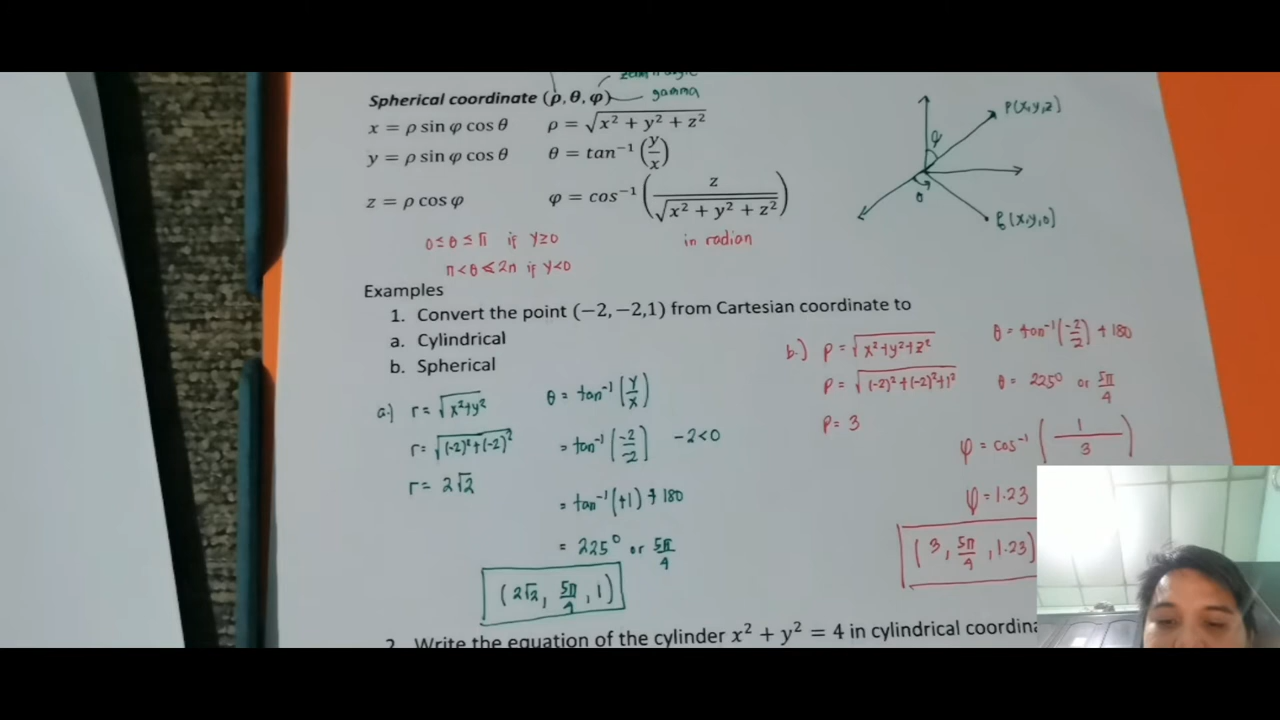 Spherical coordinate (ρ, θ, φ) gamma
x = ρ sin φ cos θ ρ = √(x² + y² + z²)
y = ρ sin φ cos θ θ = tan⁻¹ (y/x)
z = ρ cos φ φ = cos⁻¹ (z/√(x² + y² + z²))
0 ≤ θ ≤ π if y≥0 in radian
π < θ ≤ 2π if y<0
φ
P(x,y,z)
θ
(x,y,0)
Examples
1. Convert the point (−2, −2,1) from Cartesian coordinate to
a. Cylindrical
b. Spherical
a.) r = √(x²+y²)
r = √((-2)²+(-2)²)
r = 2√2
θ = tan⁻¹ (y/x)
= tan⁻¹ (-2/-2) -2<0
= tan⁻¹ (+1) + 180
= 225° or 5π/4
(2√2, 5π/4, 1)
b.) ρ = √(x²+y²+z²)
ρ = √((-2)²+(-2)²+1²)
ρ = 3
θ = tan⁻¹ (-2/2) + 180
θ = 225° or 5π/4
φ = cos⁻¹ (1/3)
φ = 1.23
(3, 5π/4, 1.23)
2. Write the equation of the cylinder x² + y² = 4 in cylindrical